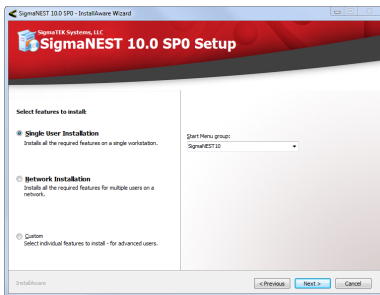 SigmaNEST 10.0 SP0 - InstallAware Wizard
SigmaTEK Systems, LLC
SigmaNEST 10.0 SP0 Setup
Select features to install:
Single User Installation
Installs all the required features on a single workstation.
Start Menu group:
SigmaNEST10
Network Installation
Installs all the required features for multiple users on a
network.
Custom
Select individual features to install - for advanced users.
InstallAware
< Previous
Next >
Cancel